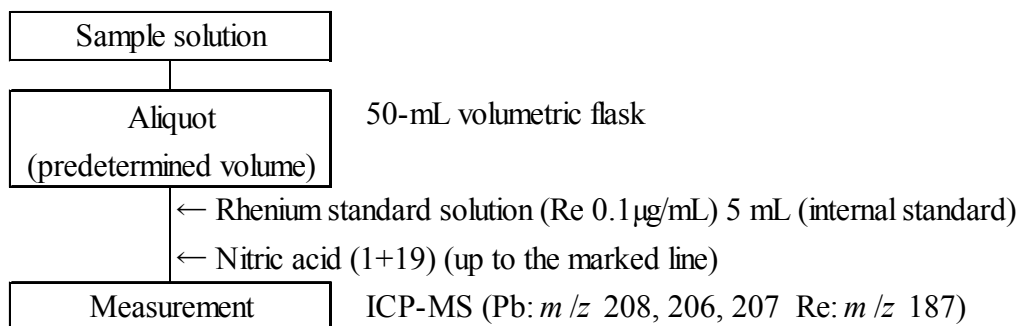 Sample solution
Aliquot
(predetermined volume)
50-mL volumetric flask
← Rhenium standard solution (Re 0.1μg/mL) 5 mL (internal standard)
← Nitric acid (1+19) (up to the marked line)
Measurement
ICP-MS (Pb: m/z 208, 206, 207 Re: m/z 187)